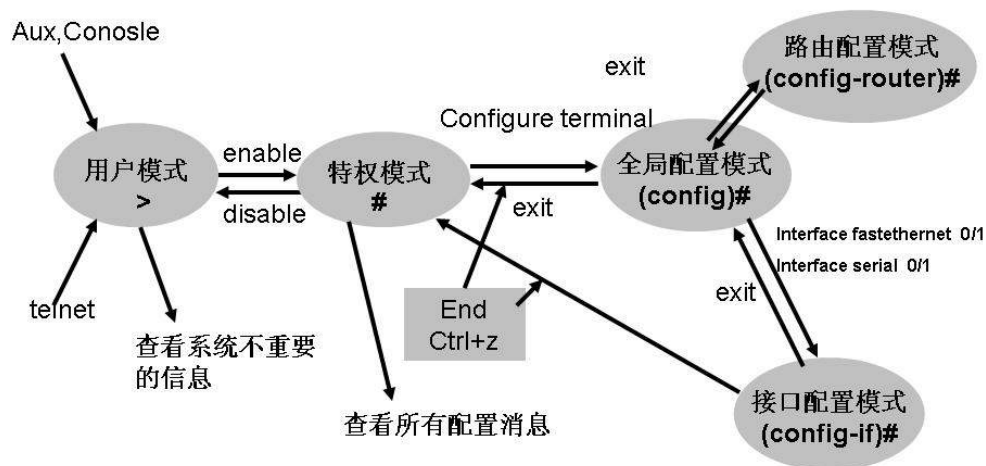 Aux,Conosle
路由配置模式
(config-router)#
exit
Configure terminal
用户模式
>
enable
disable
特权模式
#
exit
全局配置模式
(config)#
Interface fastethernet 0/1
Interface serial 0/1
exit
telnet
End
Ctrl+z
查看系统不重要
的信息
查看所有配置消息
接口配置模式
(config-if)#